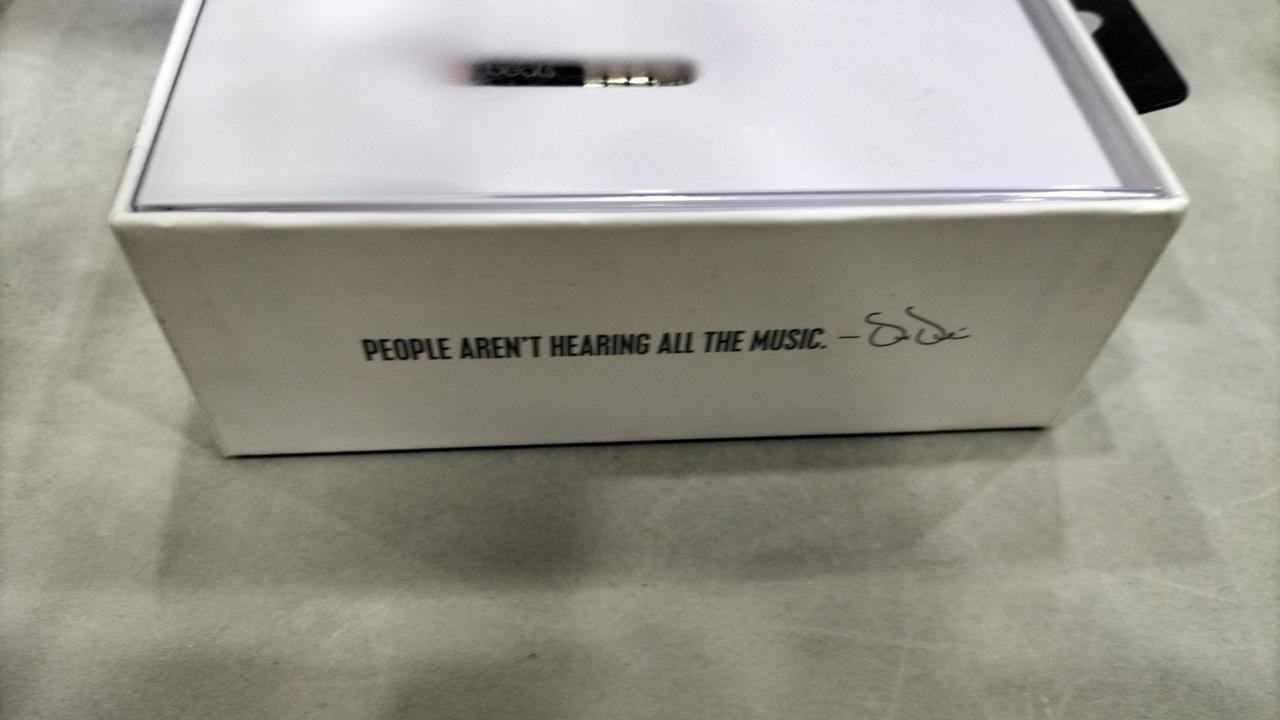 beats
PEOPLE AREN'T HEARING ALL THE MUSIC. –